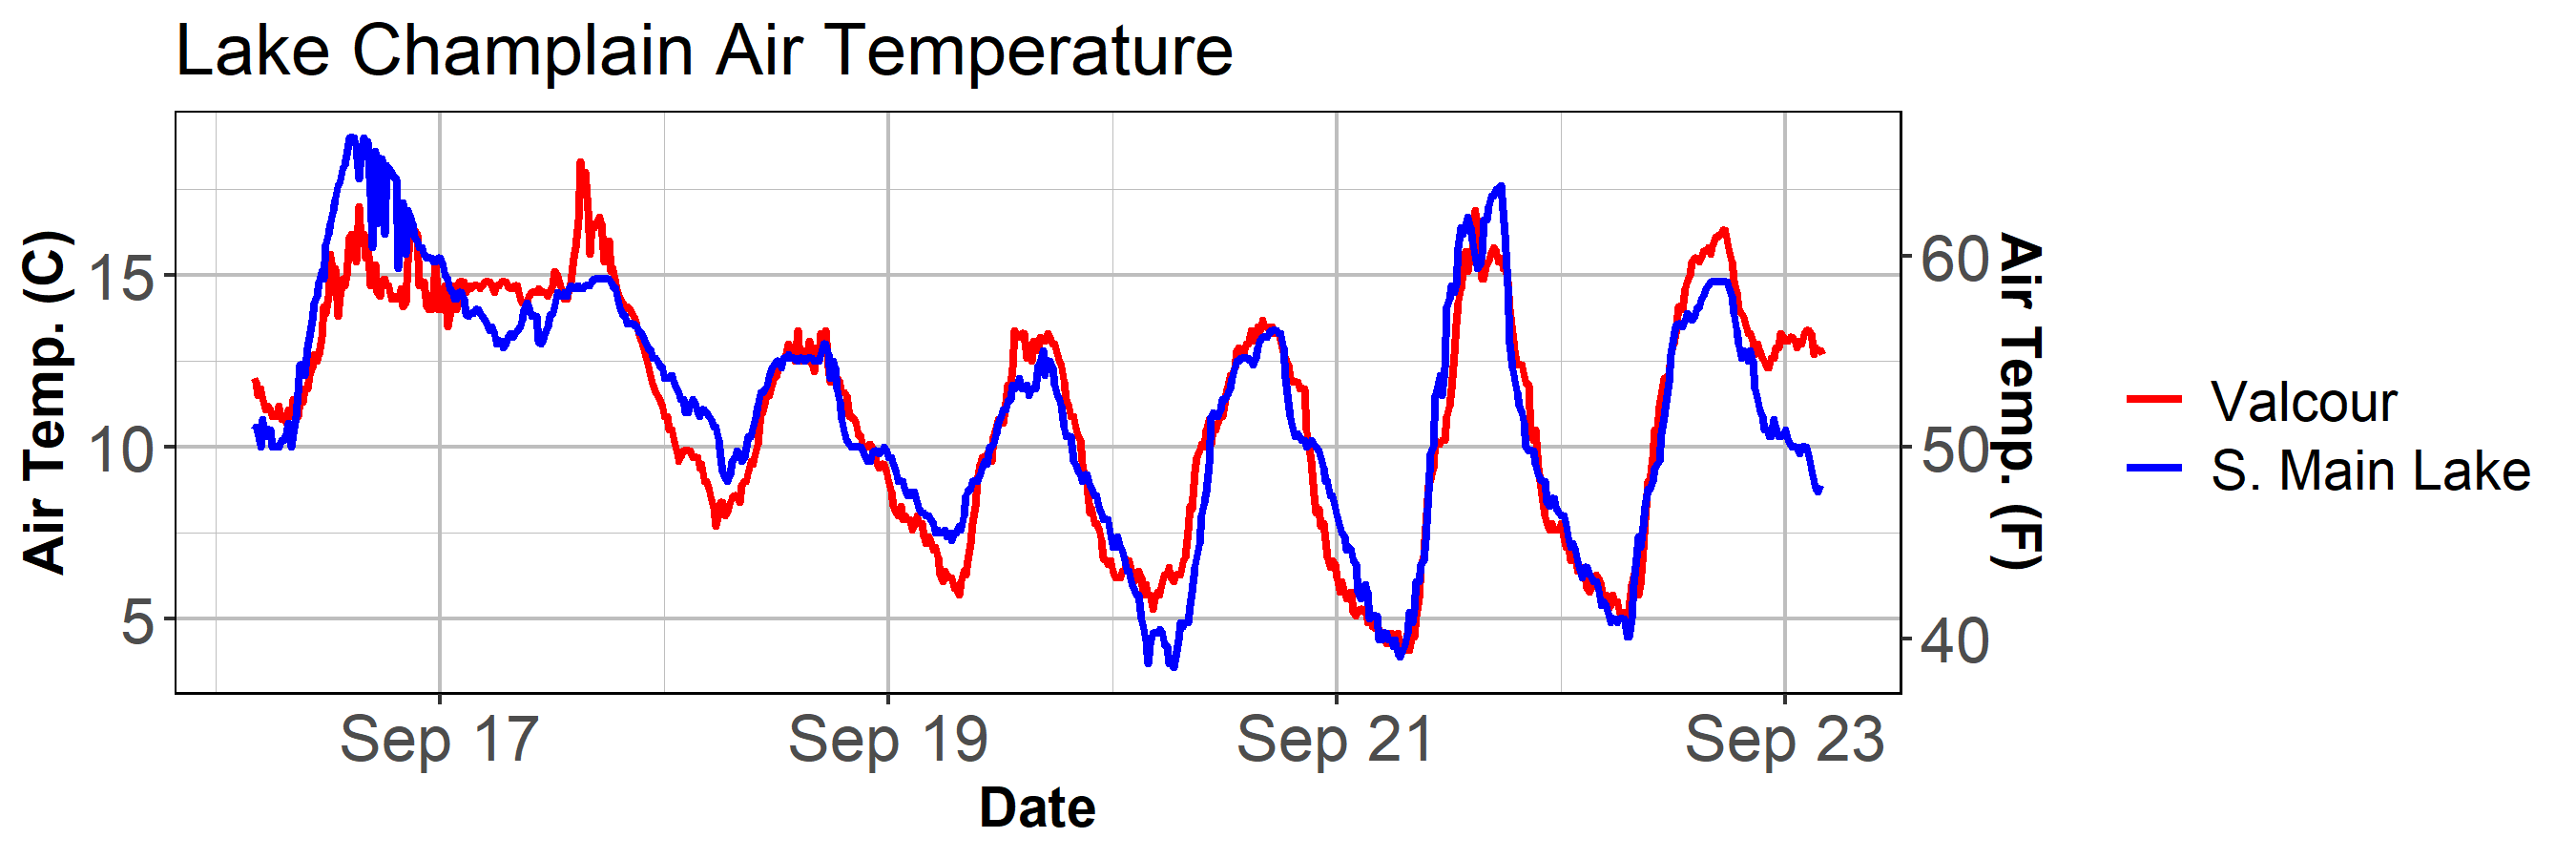 Lake Champlain Air Temperature
Air Temp. (C)
15
10
5
60
50
40
Air Temp. (F)
Sep 17
Sep 19
Sep 21
Sep 23
Date
Valcour
S. Main Lake